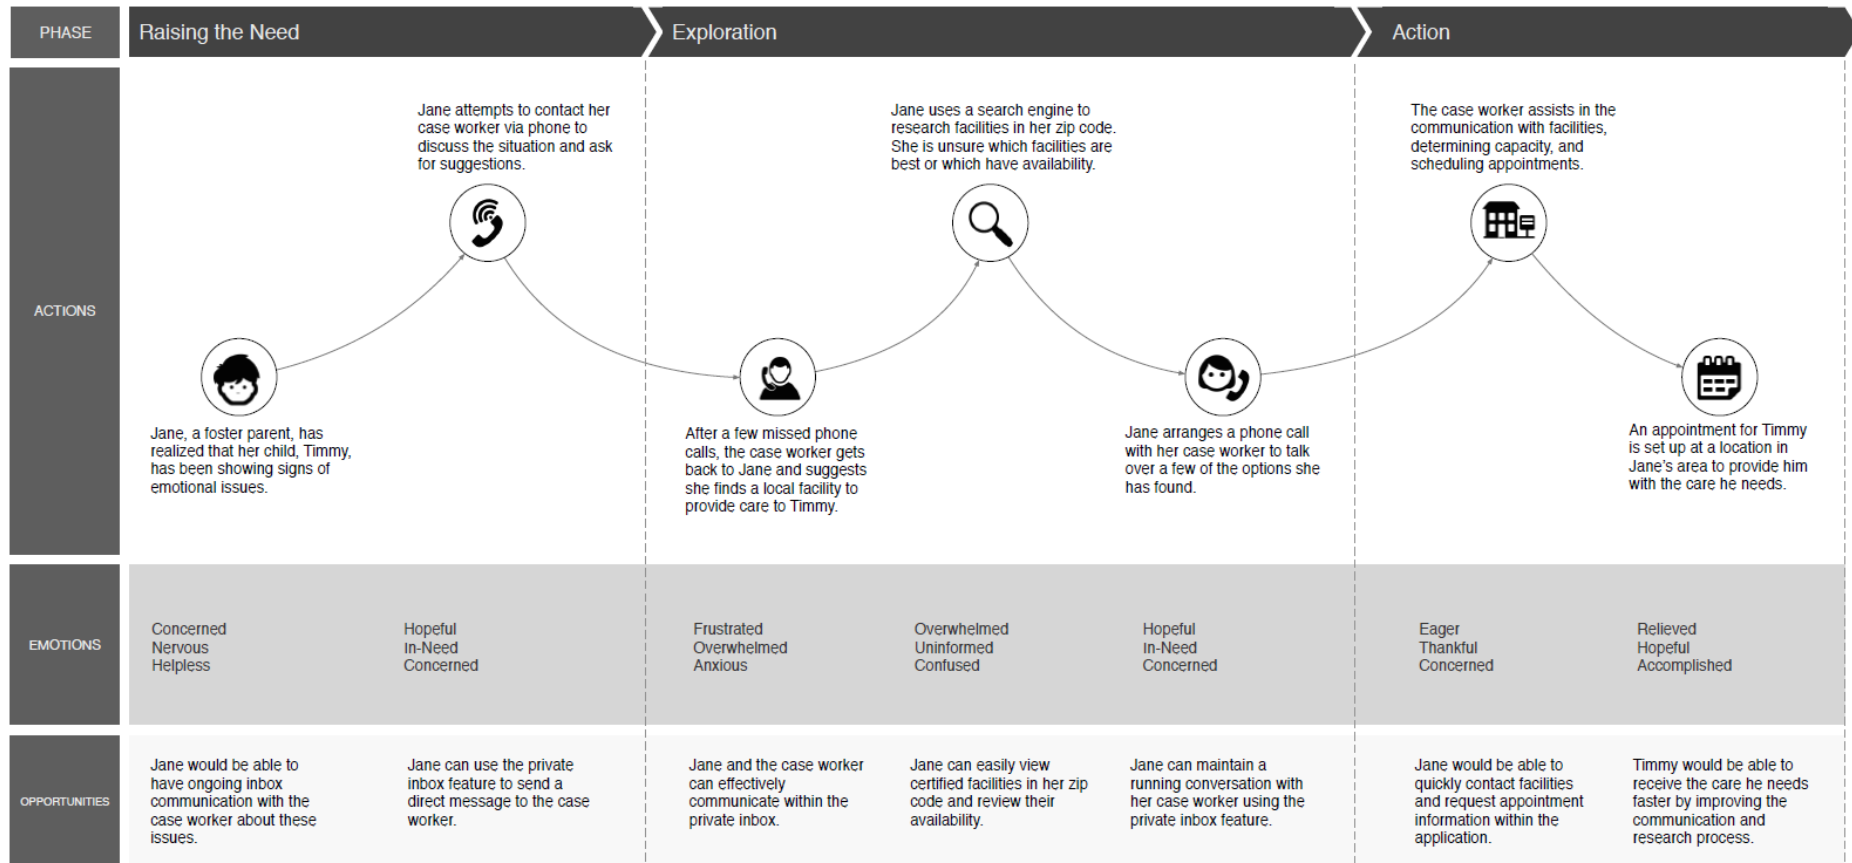 PHASE
Raising the Need
Exploration
Action
ACTIONS
Jane attempts to contact her
case worker via phone to
discuss the situation and ask
for suggestions.
Jane uses a search engine to
research facilities in her zip code.
She is unsure which facilities are
best or which have availability.
The case worker assists in the
communication with facilities,
determining capacity, and
scheduling appointments.
Jane, a foster parent, has
realized that her child, Timmy,
has been showing signs of
emotional issues.
After a few missed phone
calls, the case worker gets
back to Jane and suggests
she finds a local facility to
provide care to Timmy.
Jane arranges a phone call
with her case worker to talk
over a few of the options she
has found.
An appointment for Timmy
is set up at a location in
Jane's area to provide him
with the care he needs.
EMOTIONS
Concerned
Nervous
Helpless
Hopeful
In-Need
Concerned
Frustrated
Overwhelmed
Anxious
Overwhelmed
Uninformed
Confused
Hopeful
In-Need
Concerned
Eager
Thankful
Concerned
Relieved
Hopeful
Accomplished
OPPORTUNITIES
Jane would be able to
have ongoing inbox
communication with the
case worker about these
issues.
Jane can use the private
inbox feature to send a
direct message to the case
worker.
Jane and the case worker
can effectively
communicate within the
private inbox.
Jane can easily view
certified facilities in her zip
code and review their
availability.
Jane can maintain a
running conversation with
her case worker using the
private inbox feature.
Jane would be able to
quickly contact facilities
and request appointment
information within the
application.
Timmy would be able to
receive the care he needs
faster by improving the
communication and
research process.